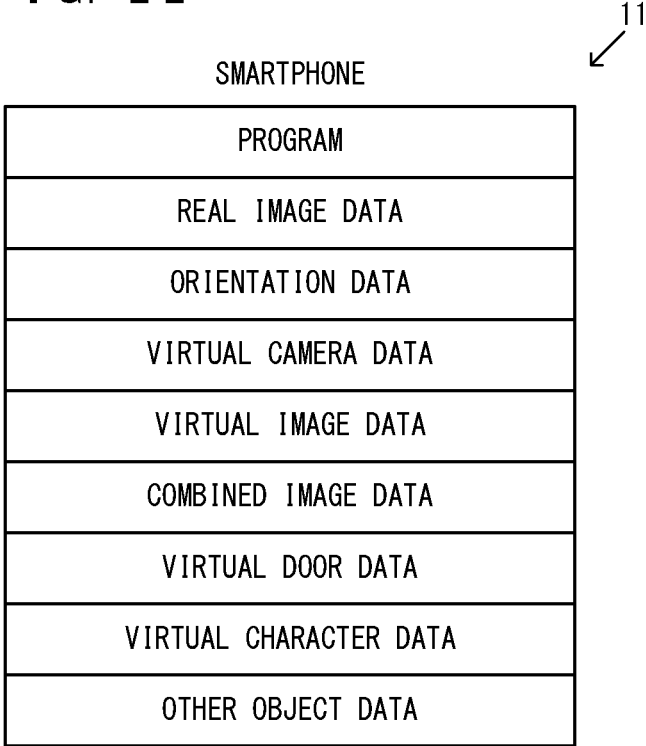 11
SMARTPHONE
PROGRAM
REAL IMAGE DATA
ORIENTATION DATA
VIRTUAL CAMERA DATA
VIRTUAL IMAGE DATA
COMBINED IMAGE DATA
VIRTUAL DOOR DATA
VIRTUAL CHARACTER DATA
OTHER OBJECT DATA